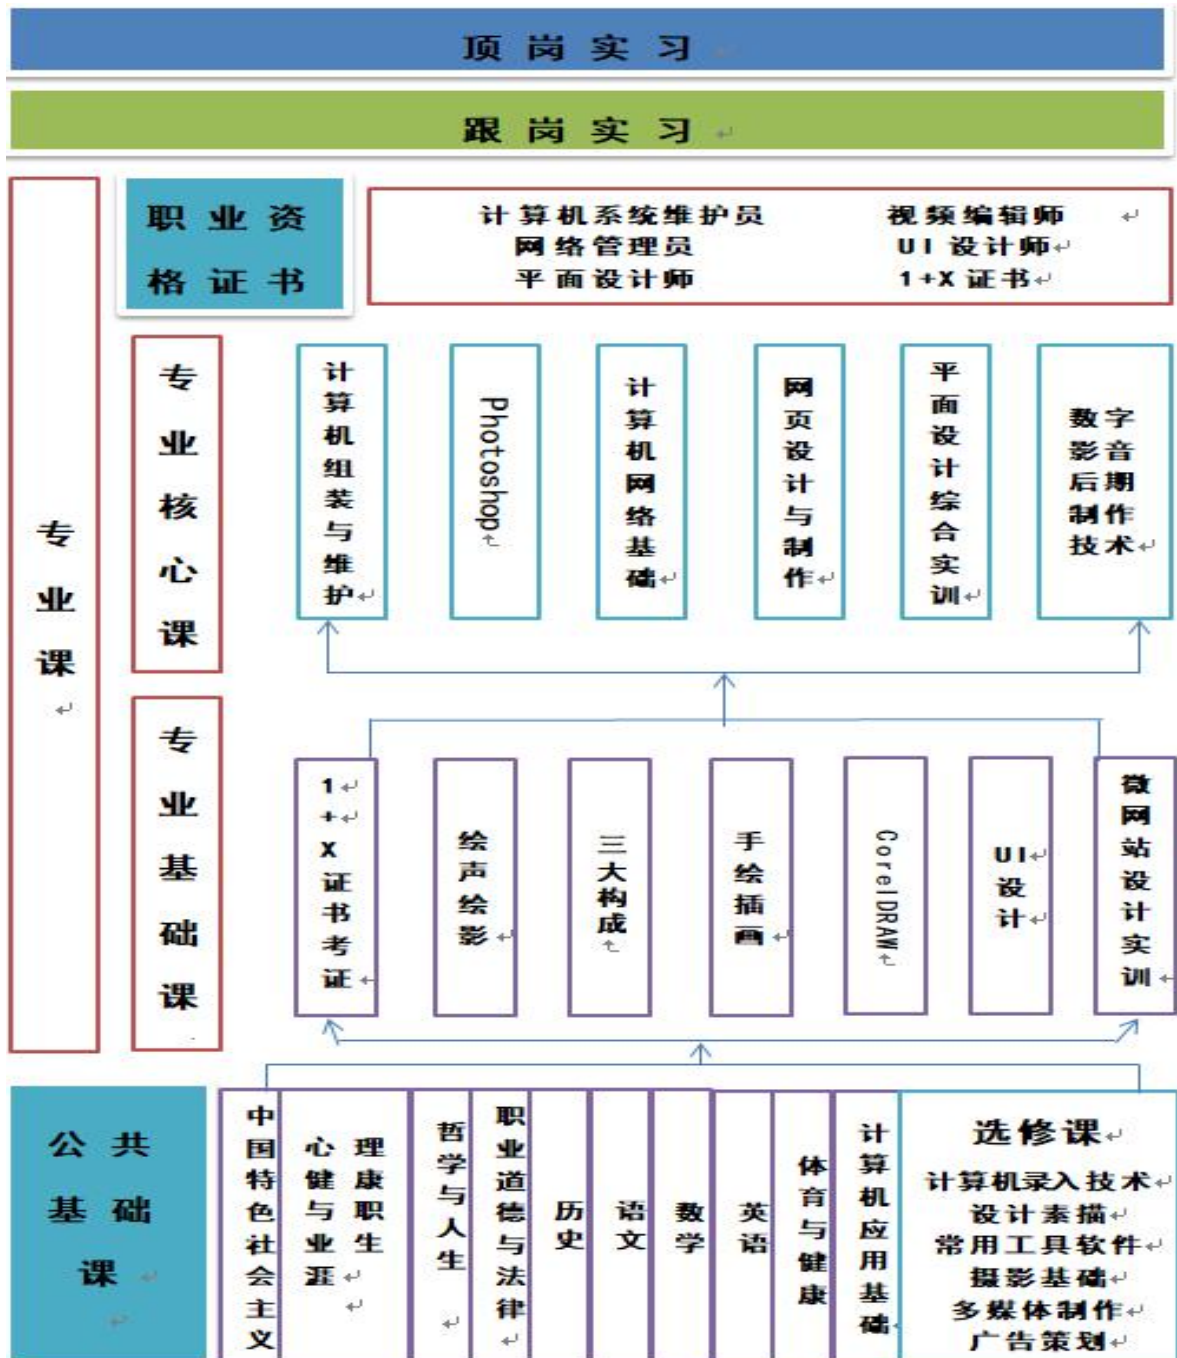 顶岗实习
跟岗实习
职业资
格证书
计算机系统维护员 视频编辑师
网络管理员 UI设计师
平面设计师 1+X证书
专业课
专业核心课
计算机组装与维护
Photoshop
计算机网络基础
网页设计与制作
平面设计综合实训
数字
影音
后期
制作
技术
专业基础课
1+X证书考证
绘声绘影
三大构成
手绘插画
CorelDRAW
UI
设
计
微网站设计实训
公共
基础
课
中国特色社会主义
心理
健康
与职
业生
涯
哲学与人生
职业道德与法律
历史
语文
数学
英语
体育与健康
计算机应用基础
选修课
计算机录入技术
设计素描
常用工具软件
摄影基础
多媒体制作
广告策划